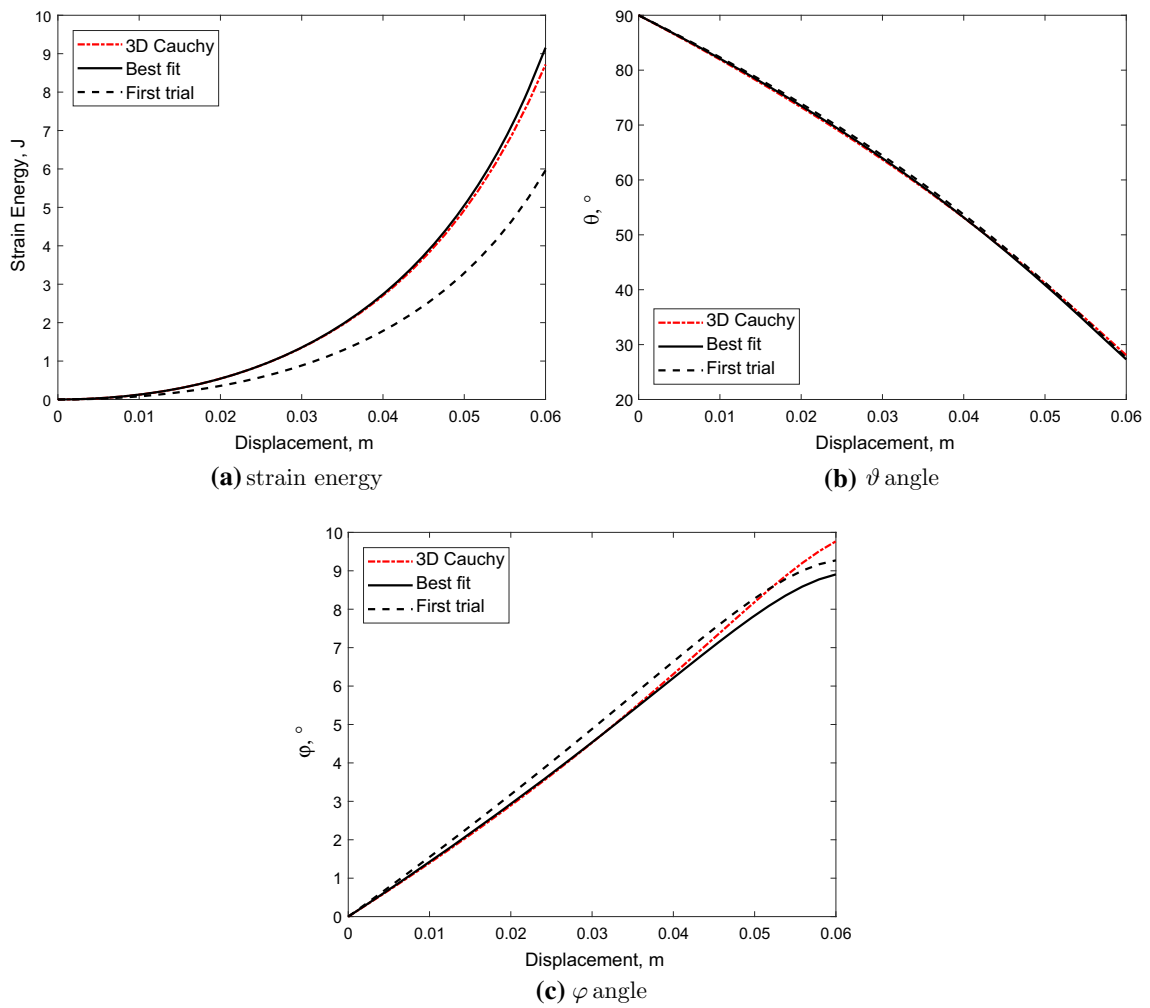 10
9
8
7
6
5
4
3
2
1
0
Strain Energy, J
3D Cauchy
Best fit
First trial
0 0.01 0.02 0.03 0.04 0.05 0.06
Displacement, m
(a) strain energy
90
80
70
60
50
40
30
20
θ, °
3D Cauchy
Best fit
First trial
0 0.01 0.02 0.03 0.04 0.05 0.06
Displacement, m
(b) ϑ angle
10
9
8
7
6
5
4
3
2
1
0
φ, °
3D Cauchy
Best fit
First trial
0 0.01 0.02 0.03 0.04 0.05 0.06
Displacement, m
(c) φ angle